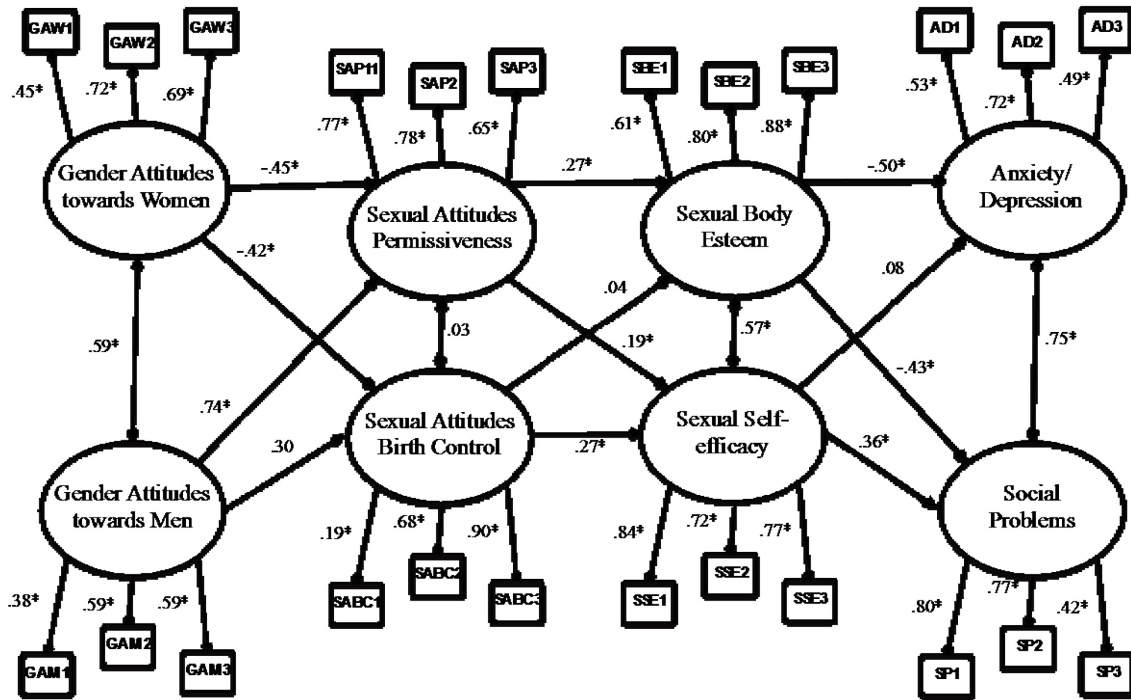 GAW1
GAW2
GAW3
.45‡
.72‡
.69‡
SAP11
SAP2
SAP3
.77‡
.78‡
.65‡
SBE1
SBE2
SBE3
.61‡
.80‡
.88‡
AD1
AD2
AD3
.53‡
.72‡
.49‡
Gender Attitudes
towards Women
-.45‡
Sexual Attitudes
Permissiveness
.27‡
Sexual Body
Esteem
-.50‡
Anxiety/
Depression
-.42‡
.04
.08
.59‡
.03
.19‡
.57‡
-.43‡
.75‡
.74‡
.30
Gender Attitudes
towards Men
Sexual Attitudes
Birth Control
.27‡
Sexual Self-
efficacy
.36‡
Social
Problems
.38‡
.59‡
.59‡
GAM1
GAM2
GAM3
.19‡
.68‡
.90‡
SABC1
SABC2
SABC3
.84‡
.72‡
.77‡
SSE1
SSE2
SSE3
.80‡
.77‡
.42‡
SP1
SP2
SP3